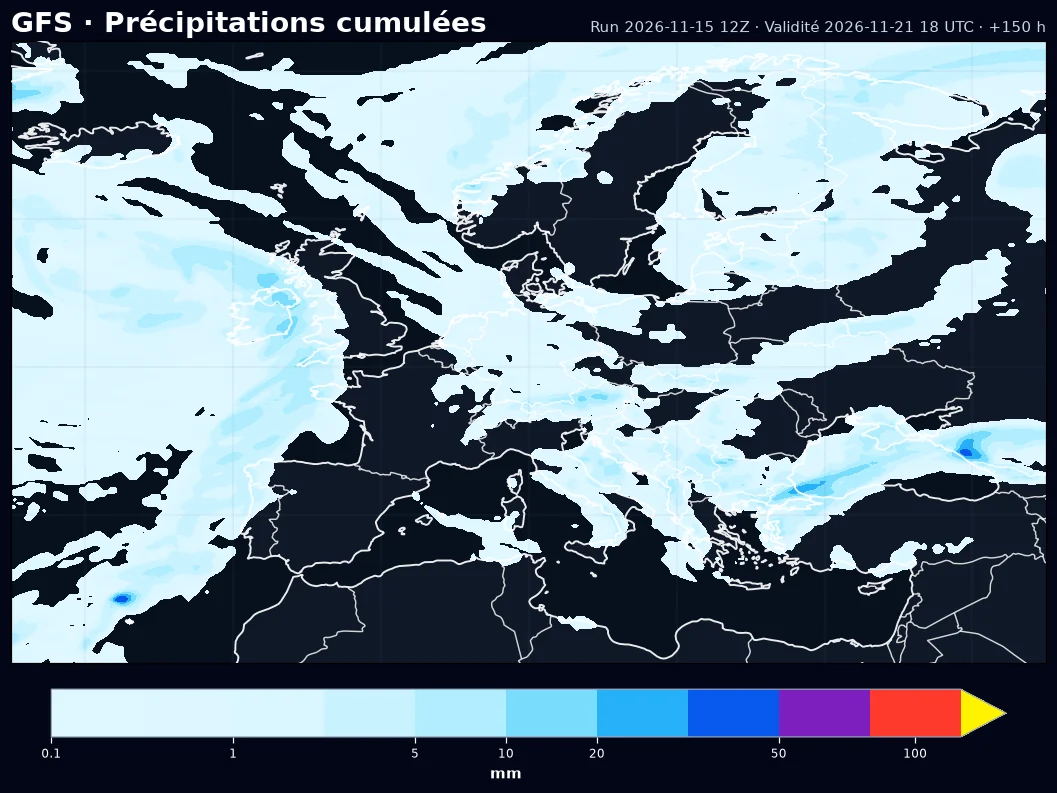 GFS · Précipitations cumulées
Run 2026-11-15 12Z · Validité 2026-11-21 18 UTC · +150 h
0.1 1 5 10 20 50 100
mm